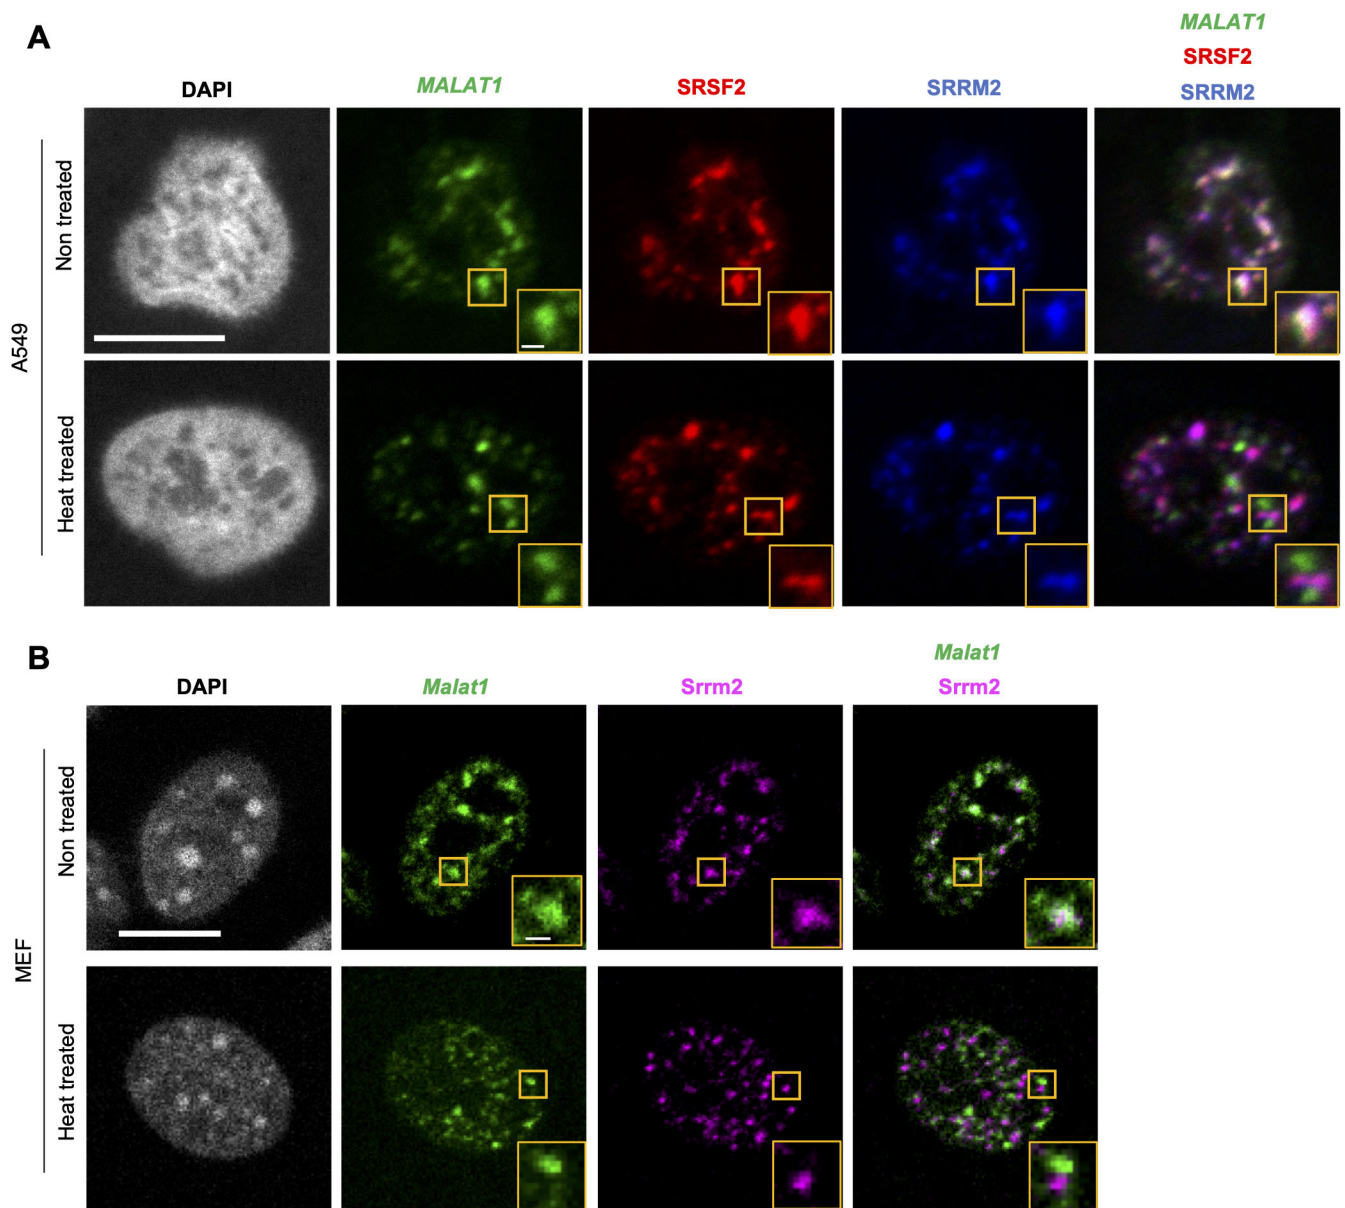 A
MALAT1
SRSF2
DAPI MALAT1 SRSF2 SRRM2 SRRM2
Non treated
A549
Heat treated
B
Malat1
DAPI Malat1 Srrm2 Srrm2
Non treated
MEF
Heat treated